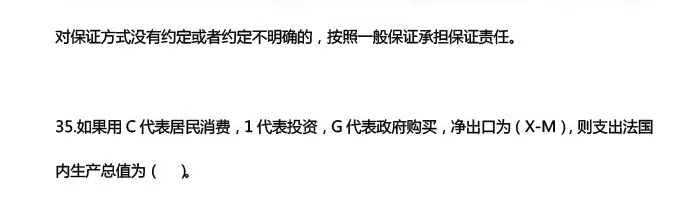 对保证方式没有约定或者约定不明确的，按照一般保证承担保证责任。
35.如果用 C 代表居民消费，1 代表投资，G 代表政府购买，净出口为（X-M），则支出法国
内生产总值为（　）。